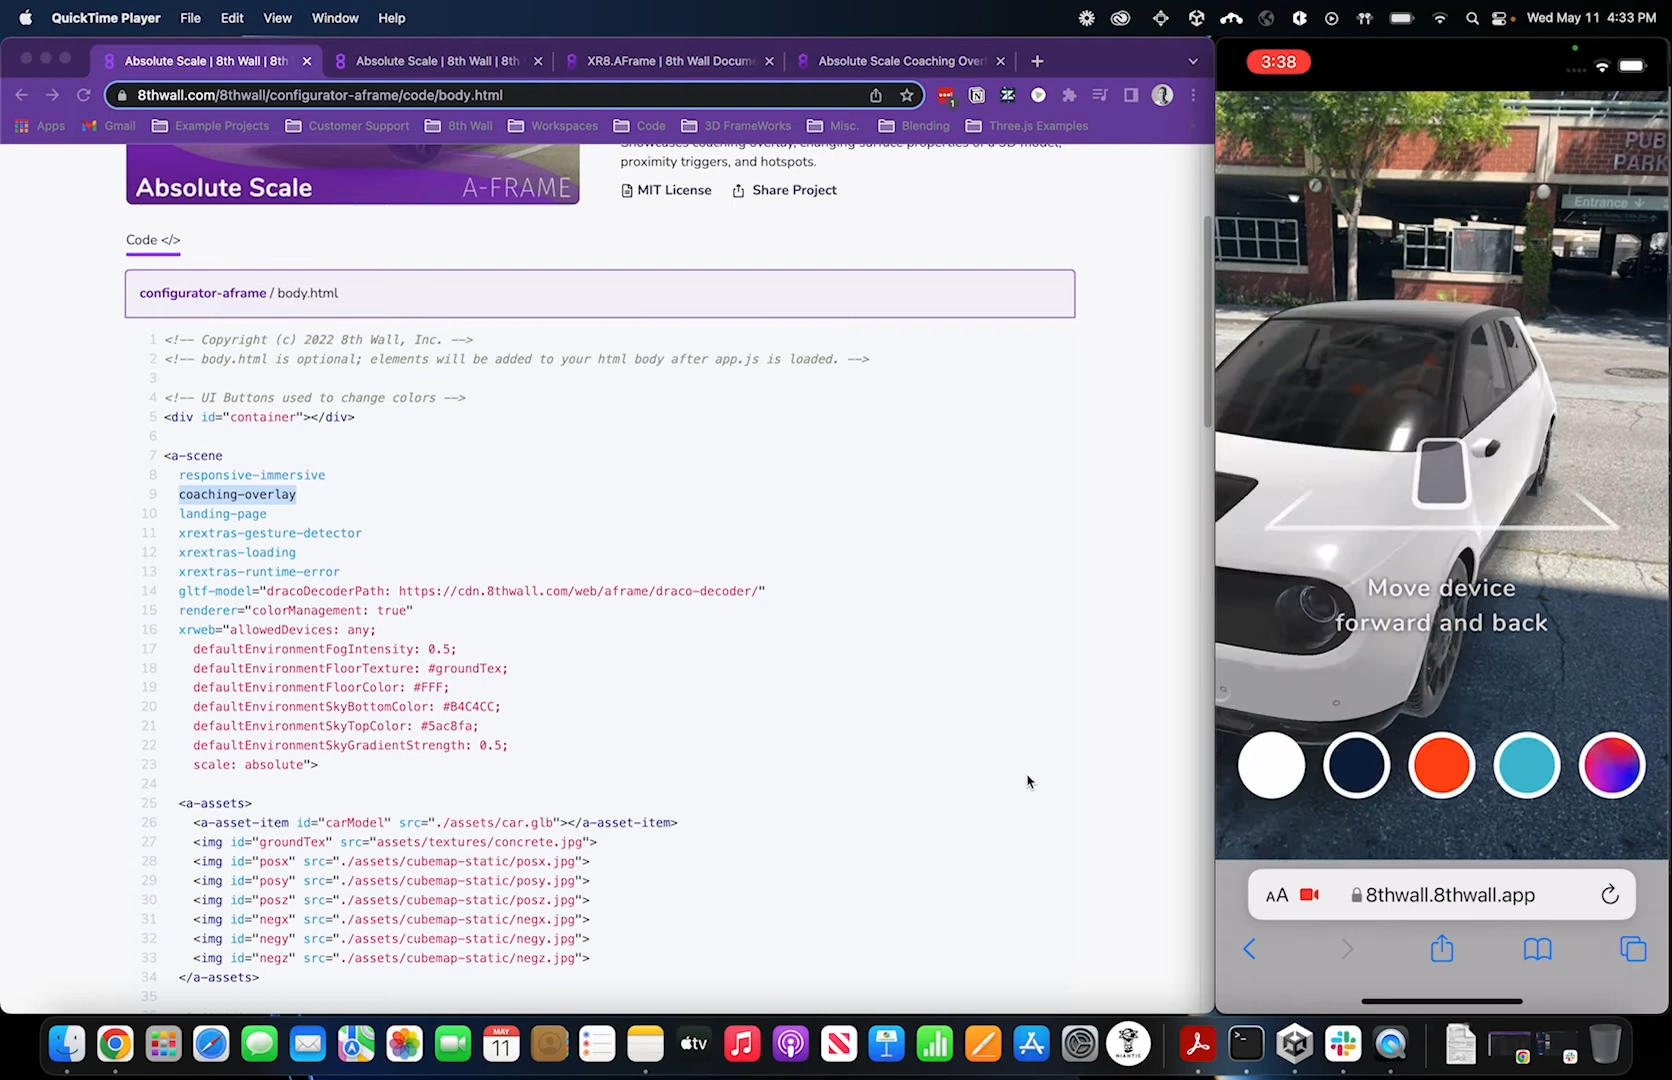 QuickTime Player File Edit View Window Help Wed May 11 4:33 PM
Absolute Scale | 8th Wall | 8th
Absolute Scale | 8th Wall | 8th
XR8.AFrame | 8th Wall Docum
Absolute Scale Coaching Over
8thwall.com/8thwall/configurator-aframe/code/body.html
Apps Gmail Example Projects Customer Support 8th Wall Workspaces Code 3D FrameWorks Misc. Blending Three.js Examples
Showcases coaching overlay, changing surface properties of a 3D model,
proximity triggers, and hotspots.
Absolute Scale A-FRAME
MIT License Share Project
Code </>
configurator-aframe / body.html
1 <!-- Copyright (c) 2022 8th Wall, Inc. -->
2 <!-- body.html is optional; elements will be added to your html body after app.js is loaded. -->
3
4 <!-- UI Buttons used to change colors -->
5 <div id="container"></div>
6
7 <a-scene
8 responsive-immersive
9 coaching-overlay
10 landing-page
11 xrextras-gesture-detector
12 xrextras-loading
13 xrextras-runtime-error
14 gltf-model="dracoDecoderPath: https://cdn.8thwall.com/web/aframe/draco-decoder/"
15 renderer="colorManagement: true"
16 xrweb="allowedDevices: any;
17 defaultEnvironmentFogIntensity: 0.5;
18 defaultEnvironmentFloorTexture: #groundTex;
19 defaultEnvironmentFloorColor: #FFF;
20 defaultEnvironmentSkyBottomColor: #B4C4CC;
21 defaultEnvironmentSkyTopColor: #5ac8fa;
22 defaultEnvironmentSkyGradientStrength: 0.5;
23 scale: absolute">
24
25 <a-assets>
26 <a-asset-item id="carModel" src="./assets/car.glb"></a-asset-item>
27 <img id="groundTex" src="assets/textures/concrete.jpg">
28 <img id="posx" src="./assets/cubemap-static/posx.jpg">
29 <img id="posy" src="./assets/cubemap-static/posy.jpg">
30 <img id="posz" src="./assets/cubemap-static/posz.jpg">
31 <img id="negx" src="./assets/cubemap-static/negx.jpg">
32 <img id="negy" src="./assets/cubemap-static/negy.jpg">
33 <img id="negz" src="./assets/cubemap-static/negz.jpg">
34 </a-assets>
35
3:38
PUB
PARK
Entrance
Move device
forward and back
AA 8thwall.8thwall.app
MAY
11
tv
NIANTIC